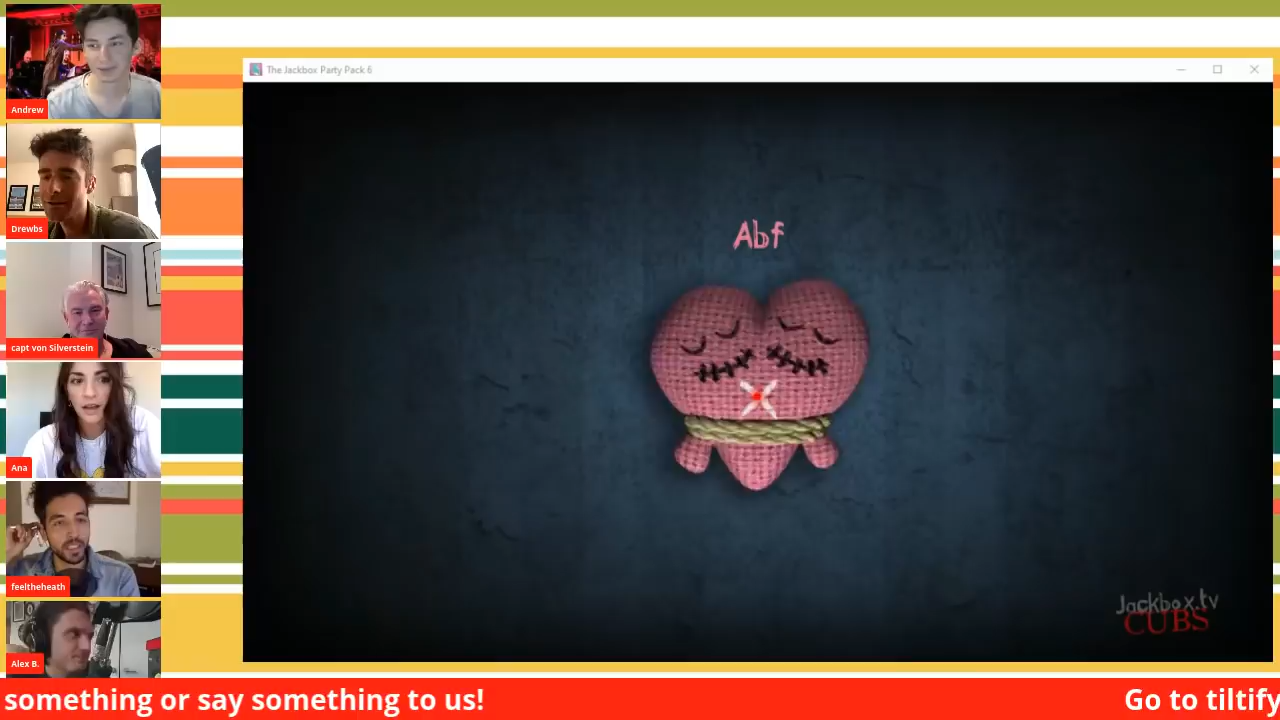 Andrew
Drewbs
capt von Silverstein
Ana
feeltheheath
Alex B.
The Jackbox Party Pack 6
Abf
Jackbox.tv
CUBS
something or say something to us!
Go to tiltify